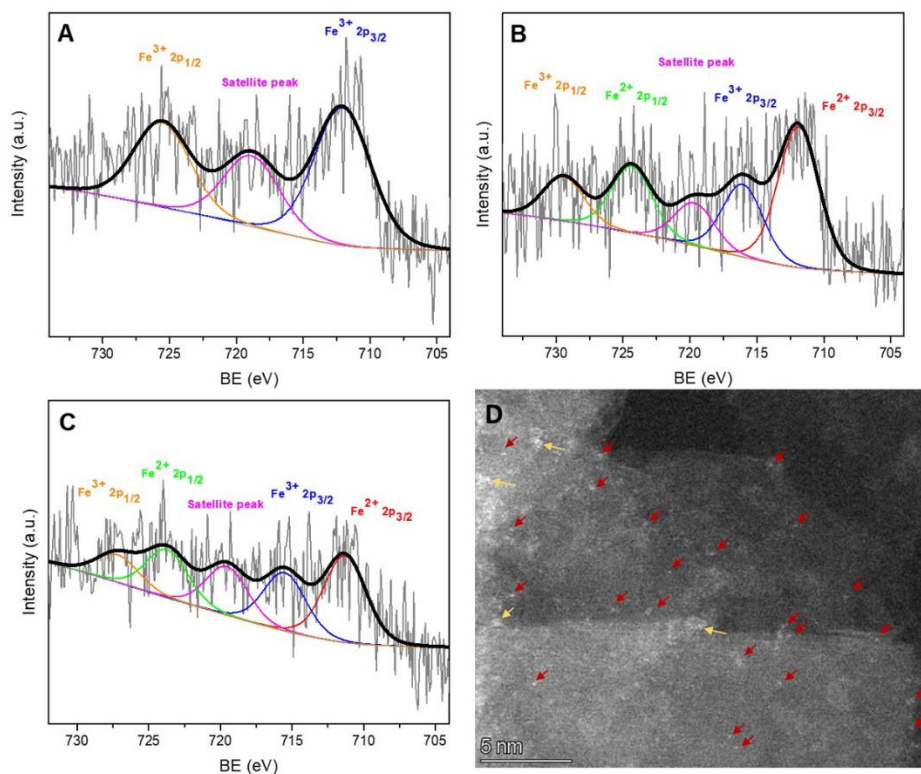 A
Fe3+ 2p1/2
Satellite peak
Fe3+ 2p3/2
Intensity (a.u.)
730 725 720 715 710 705
BE (eV)
B
Fe3+ 2p1/2
Fe2+ 2p1/2
Satellite peak
Fe3+ 2p3/2
Fe2+ 2p3/2
Intensity (a.u.)
730 725 720 715 710 705
BE (eV)
C
Fe3+ 2p1/2
Fe2+ 2p1/2
Satellite peak
Fe3+ 2p3/2
Fe2+ 2p3/2
Intensity (a.u.)
730 725 720 715 710 705
BE (eV)
D
5 nm